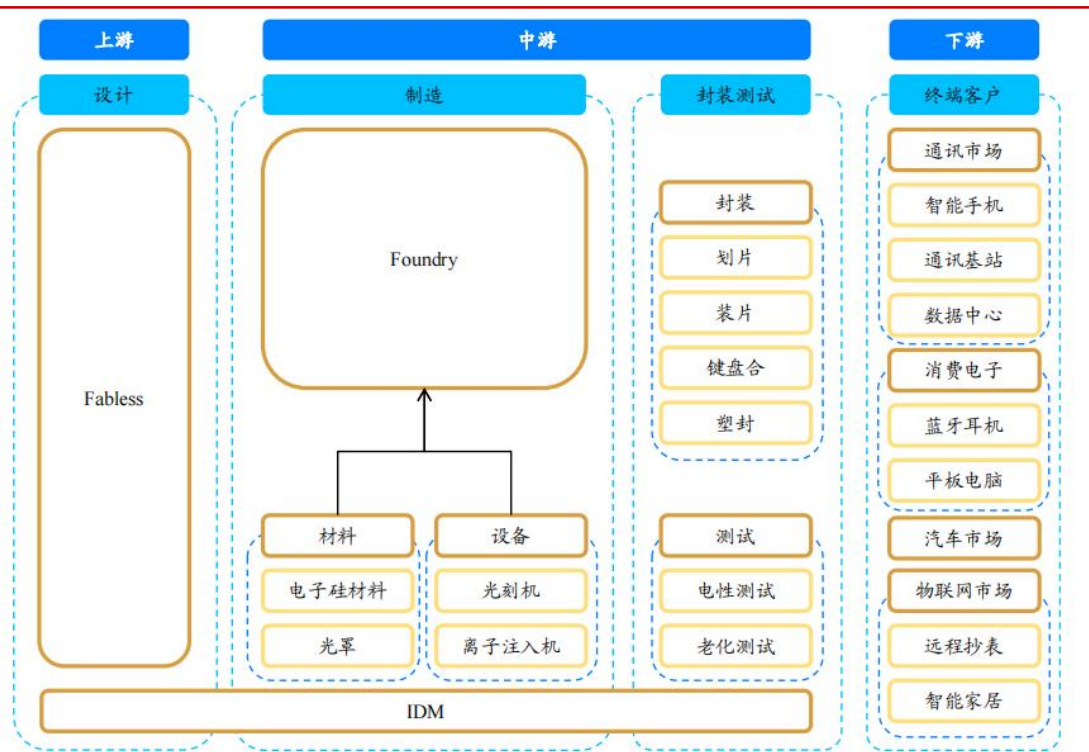 上游
中游
下游
设计
制造
封装测试
终端客户
Fabless
Foundry
材料
电子硅材料
光罩
设备
光刻机
离子注入机
封装
划片
装片
键盘合
塑封
测试
电性测试
老化测试
通讯市场
智能手机
通讯基站
数据中心
消费电子
蓝牙耳机
平板电脑
汽车市场
物联网市场
远程抄表
智能家居
IDM